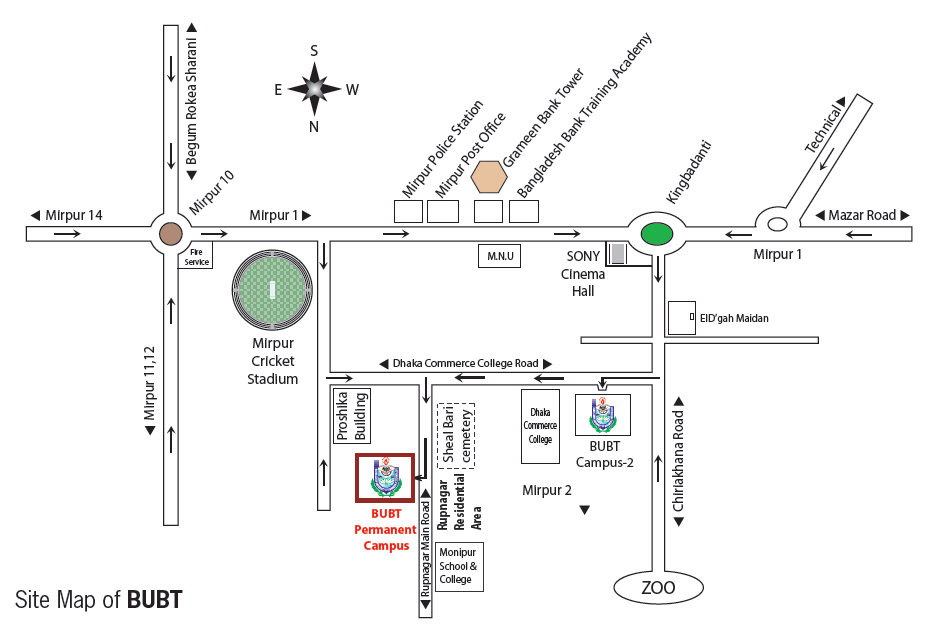 Begum Rokea Sharani
S
E
W
N
Mirpur Police Station
Mirpur Post Office
Grameen Bank Tower
Bangladesh Bank Training Academy
Kingbadanti
Technical
Mirpur 14
Mirpur 10
Mirpur 1
Mazar Road
Fire
Service
M.N.U
SONY
Cinema
Hall
Mirpur 1
EID'gah Maidan
Mirpur
Cricket
Stadium
Mirpur 11,12
Dhaka Commerce College Road
Proshika
Building
Sheal Bari
cemetery
Dhaka
Commerce
College
BUBT
Campus-2
Chiriakhana Road
Mirpur 2
BUBT
Permanent
Campus
Rupnagar Main Road
Rupnagar
Residential
Area
Monipur
School &
College
ZOO
Site Map of BUBT